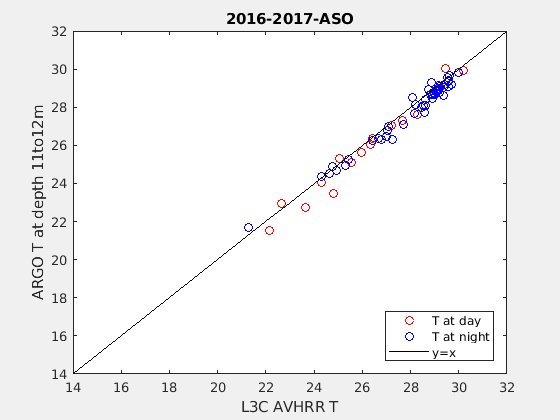 2016-2017-ASO
ARGO T at depth 11to12m
32
30
28
26
24
22
20
18
16
14
14 16 18 20 22 24 26 28 30 32
L3C AVHRR T
T at day
T at night
y=x